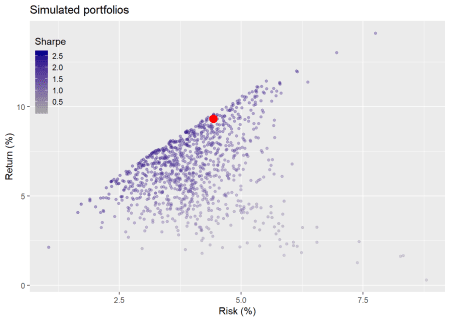 Simulated portfolios
Sharpe
2.5
2.0
1.5
1.0
0.5
Return (%)
10
5
0
2.5 5.0 7.5
Risk (%)